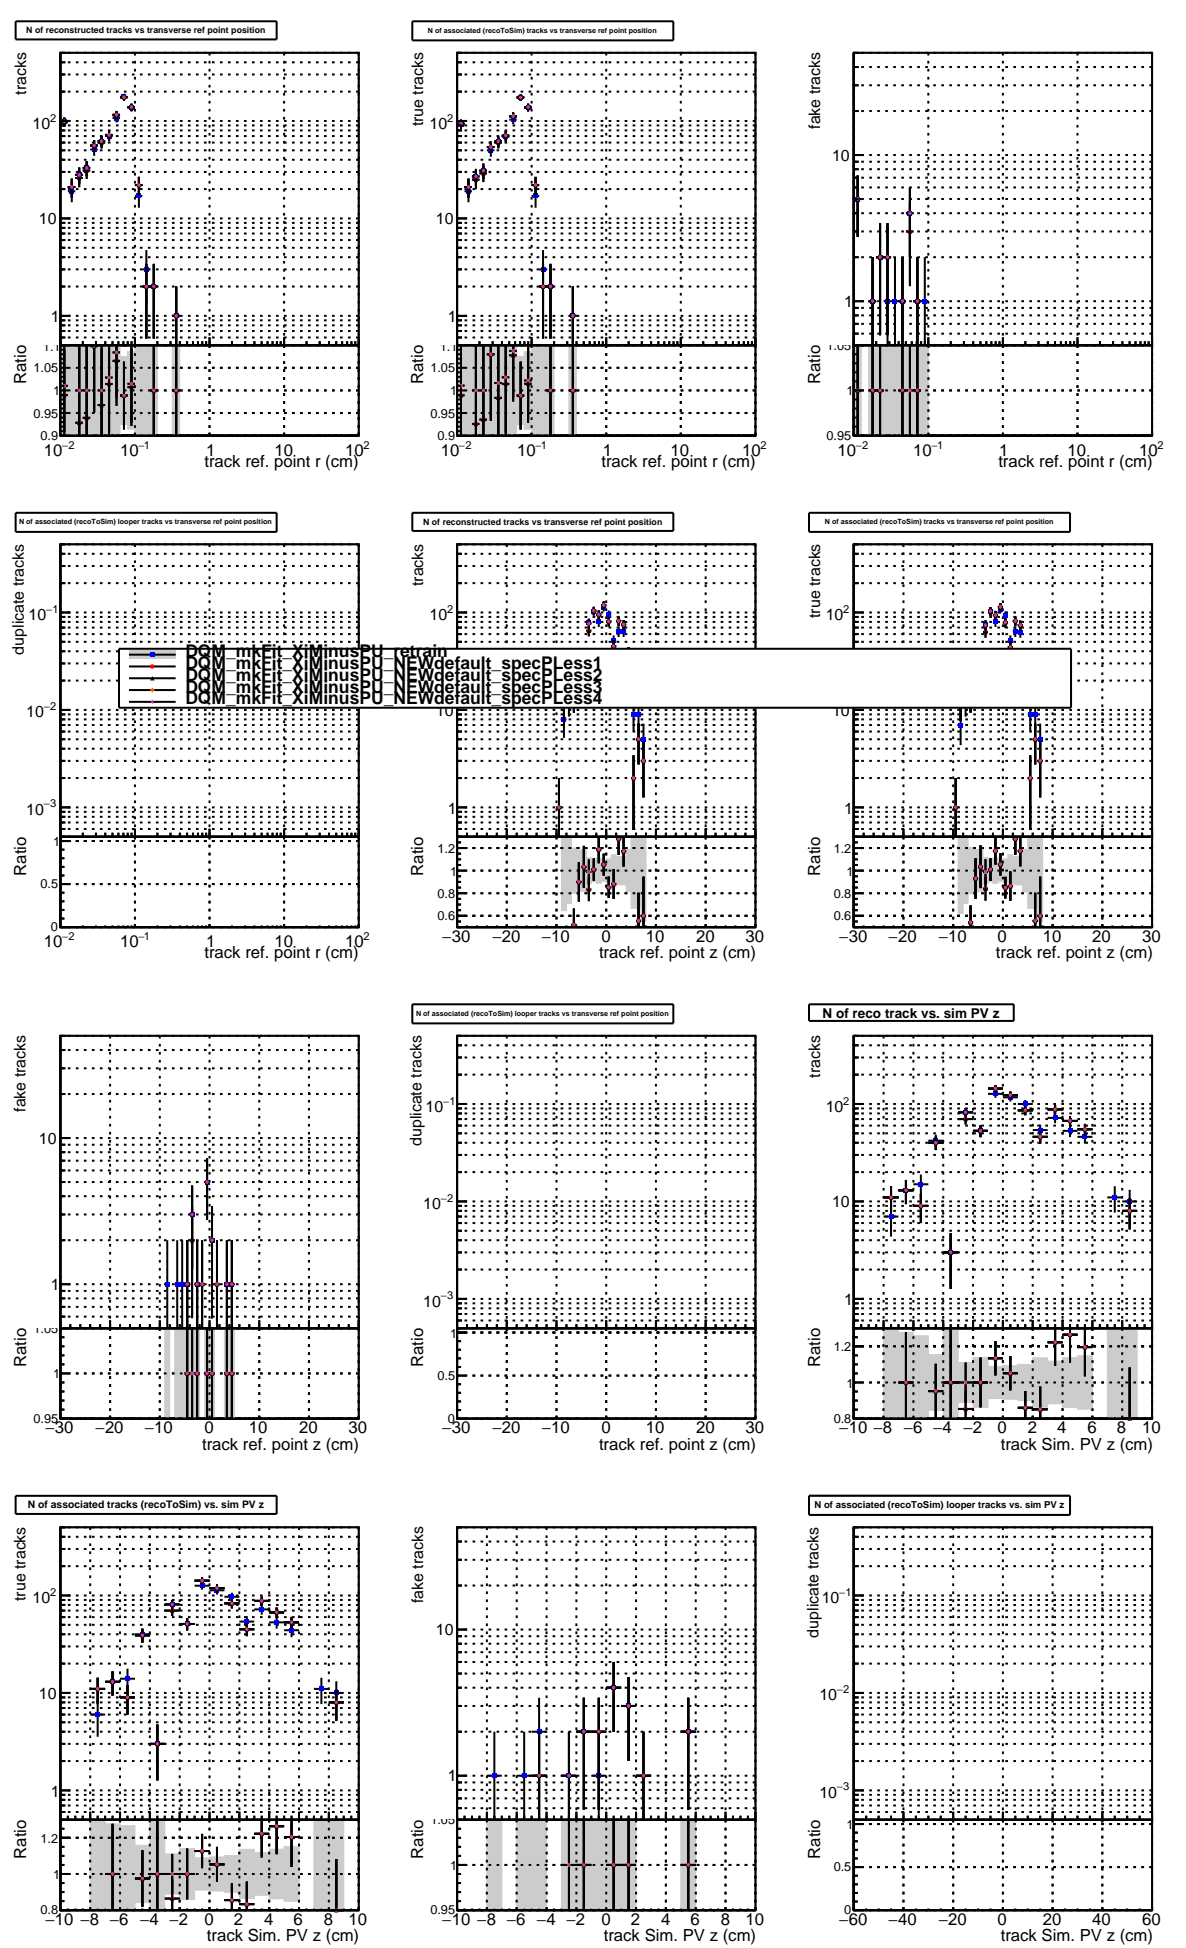 N of reconstructed tracks vs transverse ref point position
N of associated (recoToSim) tracks vs transverse ref point position
tracks
10²
10
1
Ratio
1.1
1.05
1
0.95
0.9
10⁻² 10⁻¹ 1 10 10²
track ref. point r (cm)
true tracks
10²
10
1
Ratio
1.1
1.05
1
0.95
0.9
10⁻² 10⁻¹ 1 10 10²
track ref. point r (cm)
fake tracks
10
1
Ratio
1.05
1
0.95
10⁻² 10⁻¹ 1 10 10²
track ref. point r (cm)
N of associated (recoToSim) looper tracks vs transverse ref point position
N of reconstructed tracks vs transverse ref point position
N of associated (recoToSim) tracks vs transverse ref point position
duplicate tracks
10⁻¹
10⁻²
10⁻³
Ratio
1
0.5
0
10⁻² 10⁻¹ 1 10 10²
track ref. point r (cm)
tracks
10²
10
1
Ratio
1.2
1
0.8
0.6
−30 −20 −10 0 10 20 30
track ref. point z (cm)
true tracks
10²
10
1
Ratio
1.2
1
0.8
0.6
−30 −20 −10 0 10 20 30
track ref. point z (cm)
DQM_mkFit_XiMinusPU_retrain
DQM_mkFit_XiMinusPU_NEWdefault_specPLess1
DQM_mkFit_XiMinusPU_NEWdefault_specPLess2
DQM_mkFit_XiMinusPU_NEWdefault_specPLess3
DQM_mkFit_XiMinusPU_NEWdefault_specPLess4
N of associated (recoToSim) looper tracks vs transverse ref point position
N of reco track vs. sim PV z
fake tracks
10
1
Ratio
1.05
1
0.95
−30 −20 −10 0 10 20 30
track ref. point z (cm)
duplicate tracks
10⁻¹
10⁻²
10⁻³
Ratio
1
0.5
0
−30 −20 −10 0 10 20 30
track ref. point z (cm)
tracks
10²
10
1
Ratio
1.2
1
0.8
−10 −8 −6 −4 −2 0 2 4 6 8 10
track Sim. PV z (cm)
N of associated tracks (recoToSim) vs. sim PV z
N of associated (recoToSim) looper tracks vs. sim PV z
true tracks
10²
10
1
Ratio
1.2
1
0.8
−10 −8 −6 −4 −2 0 2 4 6 8 10
track Sim. PV z (cm)
fake tracks
10
1
Ratio
1.05
1
0.95
−10 −8 −6 −4 −2 0 2 4 6 8 10
track Sim. PV z (cm)
duplicate tracks
10⁻¹
10⁻²
10⁻³
Ratio
1
0.5
0
−60 −40 −20 0 20 40 60
track Sim. PV z (cm)